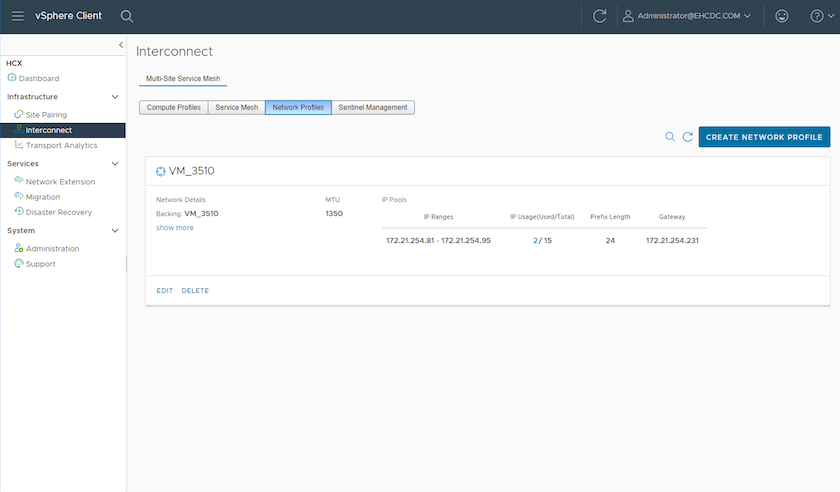 vSphere Client
Administrator@EHCDC.COM
HCX
Dashboard
Infrastructure
Site Pairing
Interconnect
Transport Analytics
Services
Network Extension
Migration
Disaster Recovery
System
Administration
Support
Interconnect
Multi-Site Service Mesh
Compute Profiles Service Mesh Network Profiles Sentinel Management
CREATE NETWORK PROFILE
VM_3510
Network Details MTU IP Pools
Backing: VM_3510 1350
show more
IP Ranges IP Usage(Used/Total) Prefix Length Gateway
172.21.254.81 - 172.21.254.95 2/ 15 24 172.21.254.231
EDIT DELETE